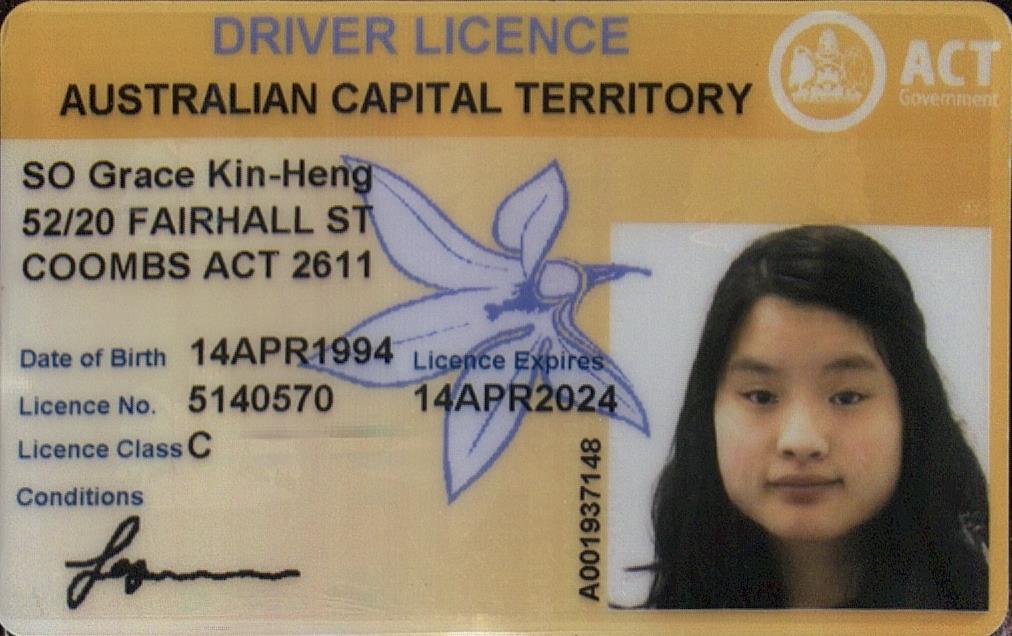 DRIVER LICENCE
AUSTRALIAN CAPITAL TERRITORY
ACT
Government
SO Grace Kin-Heng
52/20 FAIRHALL ST
COOMBS ACT 2611
Date of Birth 14APR1994
Licence Expires
Licence No. 5140570
14APR2024
Licence Class C
Conditions
A001937148